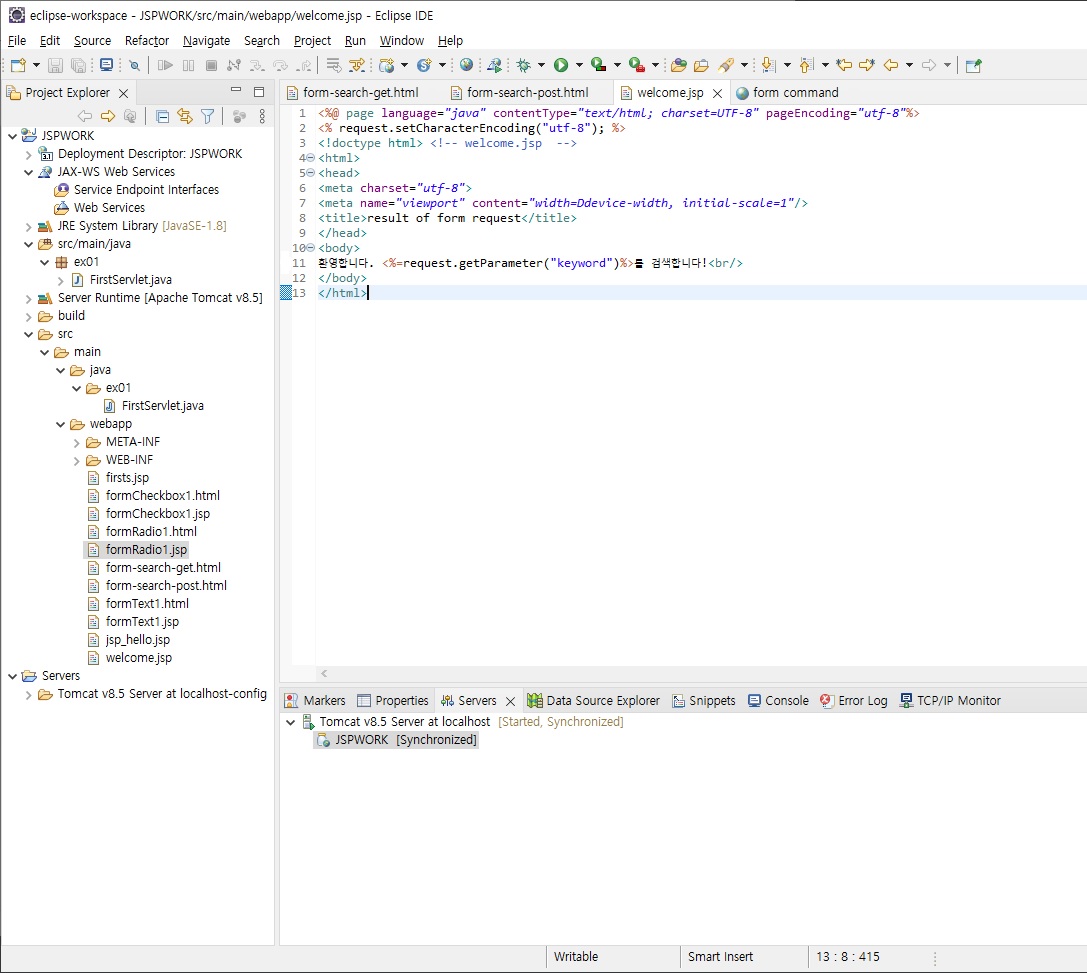 eclipse-workspace - JSPWORK/src/main/webapp/welcome.jsp - Eclipse IDE
File Edit Source Refactor Navigate Search Project Run Window Help
Project Explorer
JSPWORK
Deployment Descriptor: JSPWORK
JAX-WS Web Services
Service Endpoint Interfaces
Web Services
JRE System Library [JavaSE-1.8]
src/main/java
ex01
FirstServlet.java
Server Runtime [Apache Tomcat v8.5]
build
src
main
java
ex01
FirstServlet.java
webapp
META-INF
WEB-INF
firsts.jsp
formCheckbox1.html
formCheckbox1.jsp
formRadio1.html
formRadio1.jsp
form-search-get.html
form-search-post.html
formText1.html
formText1.jsp
jsp_hello.jsp
welcome.jsp
Servers
Tomcat v8.5 Server at localhost-config
form-search-get.html form-search-post.html welcome.jsp form command
1 <%@ page language="java" contentType="text/html; charset=UTF-8" pageEncoding="utf-8"%>
2 <% request.setCharacterEncoding("utf-8"); %>
3 <!doctype html> <!-- welcome.jsp -->
4 <html>
5 <head>
6 <meta charset="utf-8">
7 <meta name="viewport" content="width=Ddevice-width, initial-scale=1"/>
8 <title>result of form request</title>
9 </head>
10 <body>
11 환영합니다. <%=request.getParameter("keyword")%>를 검색합니다!<br/>
12 </body>
13 </html>
Markers Properties Servers Data Source Explorer Snippets Console Error Log TCP/IP Monitor
Tomcat v8.5 Server at localhost [Started, Synchronized]
JSPWORK [Synchronized]
Writable Smart Insert 13 : 8 : 415